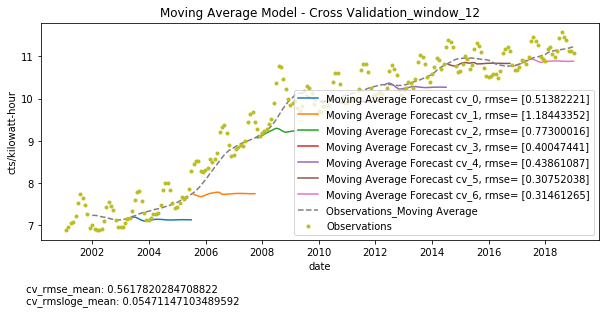 Moving Average Model - Cross Validation_window_12
cts/kilowatt-hour
11
10
9
8
7
Moving Average Forecast cv_0, rmse= [0.51382221]
Moving Average Forecast cv_1, rmse= [1.18443352]
Moving Average Forecast cv_2, rmse= [0.77300016]
Moving Average Forecast cv_3, rmse= [0.40047441]
Moving Average Forecast cv_4, rmse= [0.43861087]
Moving Average Forecast cv_5, rmse= [0.30752038]
Moving Average Forecast cv_6, rmse= [0.31461265]
Observations_Moving Average
Observations
2002 2004 2006 2008 2010 2012 2014 2016 2018
date
cv_rmse_mean: 0.5617820284708822
cv_rmsloge_mean: 0.05471147103489592